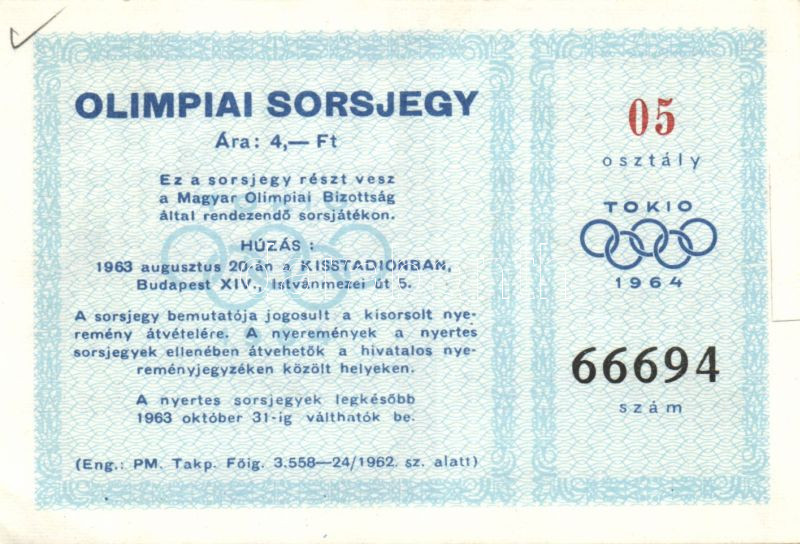 OLIMPIAI SORSJEGY
Ára: 4,— Ft
Ez a sorsjegy részt vesz
a Magyar Olimpiai Bizottság
által rendezendő sorsjátékon.
HÚZÁS :
1963 augusztus 20-án a KISSTADIONBAN,
Budapest XIV., Istvánmezei út 5.
A sorsjegy bemutatója jogosult a kisorsolt nye-
remény átvételére. A nyeremények a nyertes
sorsjegyek ellenében átvehetők a hivatalos nye-
reményjegyzéken közölt helyeken.
A nyertes sorsjegyek legkésőbb
1963 október 31-ig válthatók be.
(Eng.: PM. Takp. Főig. 3.558—24/1962. sz. alatt)
05
osztály
TOKIO
1964
66694
szám